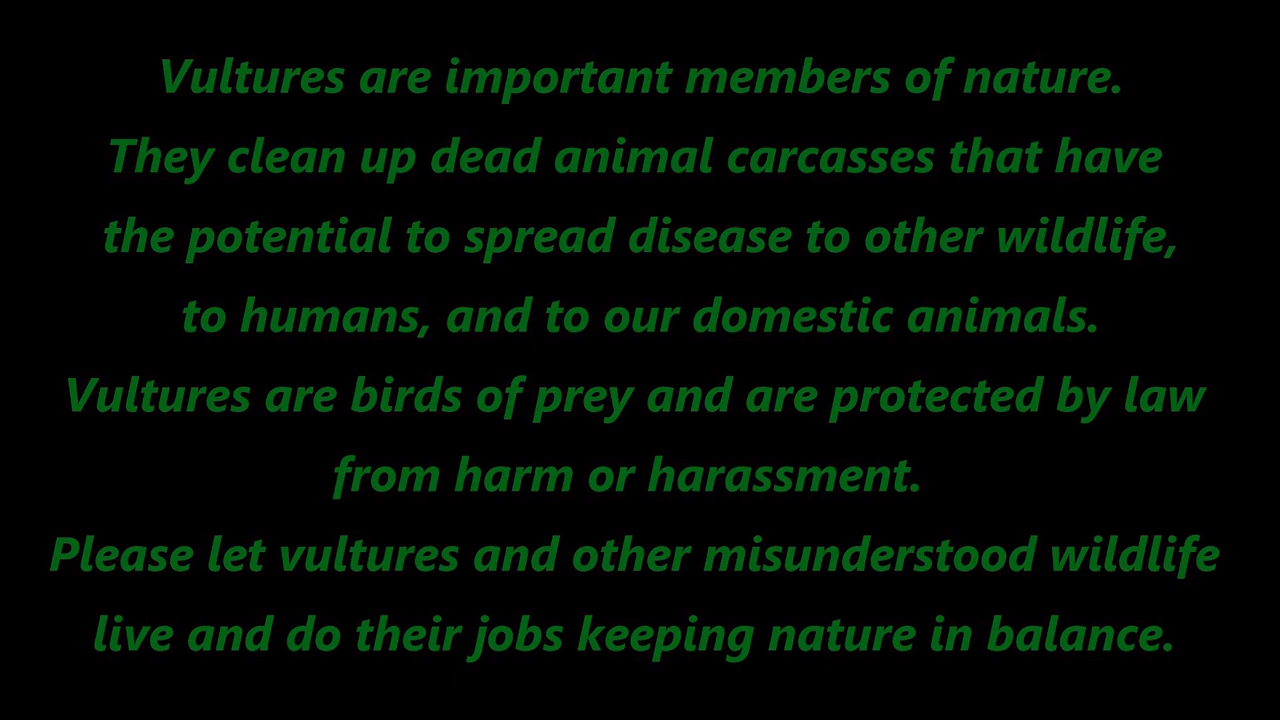 Vultures are important members of nature.
They clean up dead animal carcasses that have
the potential to spread disease to other wildlife,
to humans, and to our domestic animals.
Vultures are birds of prey and are protected by law
from harm or harassment.
Please let vultures and other misunderstood wildlife
live and do their jobs keeping nature in balance.